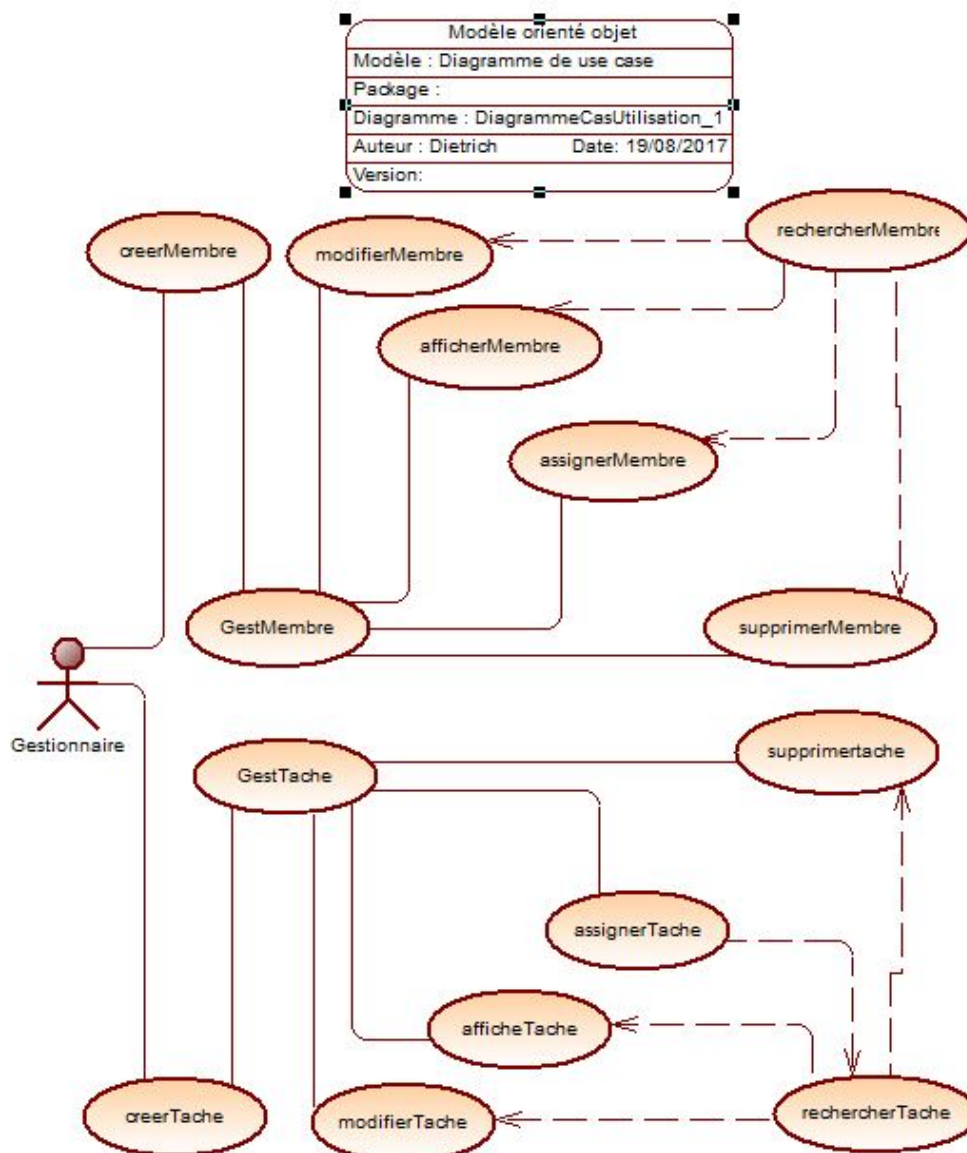 Modèle orienté objet
Modèle : Diagramme de use case
Package :
Diagramme : DiagrammeCasUtilisation_1
Auteur : Dietrich Date: 19/08/2017
Version:
creerMembre
modifierMembre
rechercherMembre
afficherMembre
assignerMembre
GestMembre
supprimerMembre
Gestionnaire
GestTache
supprimertache
assignerTache
afficheTache
creerTache
modifierTache
rechercherTache